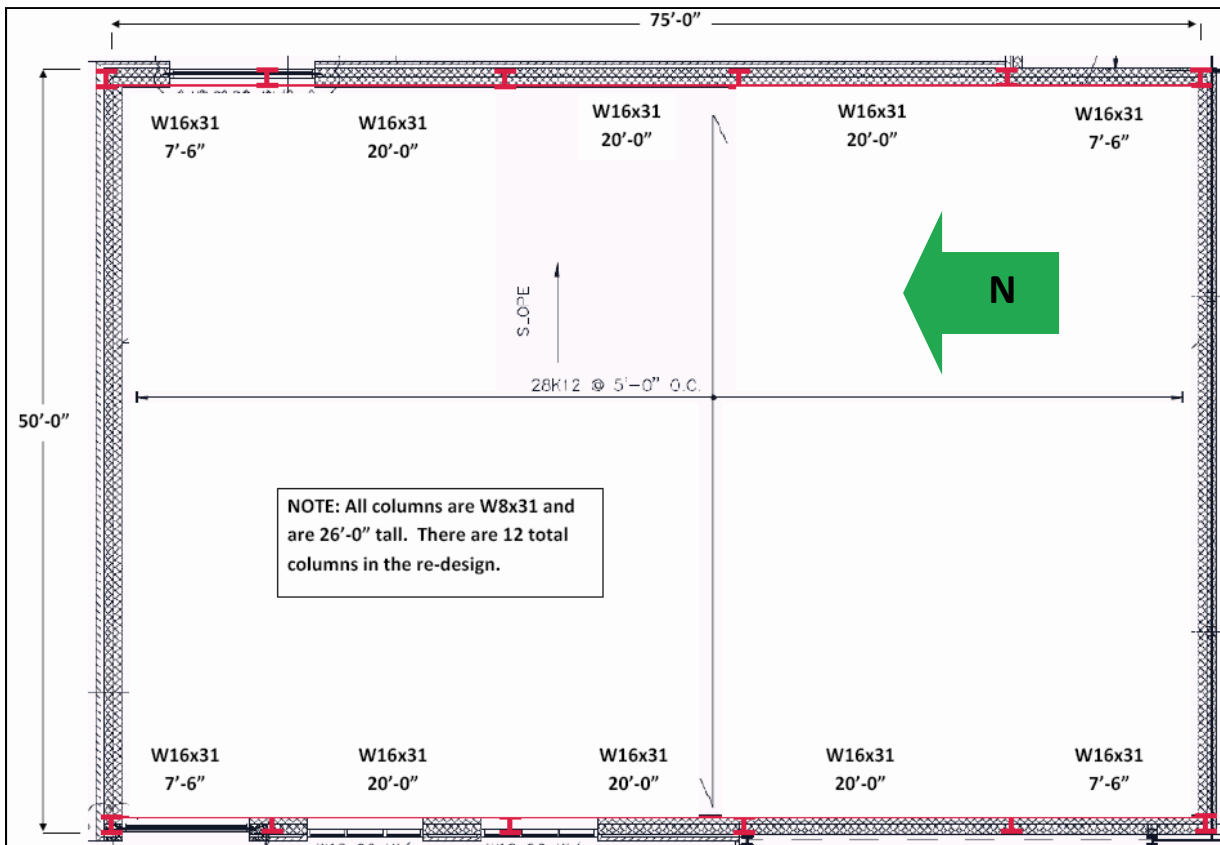 75'-0”
W16x31
7'-6”
W16x31
20'-0”
W16x31
20'-0”
W16x31
20'-0”
W16x31
7'-6”
N
28K12 @ 5'-0" O.C.
50'-0”
NOTE: All columns are W8x31 and
are 26'-0” tall. There are 12 total
columns in the re-design.
W16x31
7'-6”
W16x31
20'-0”
W16x31
20'-0”
W16x31
20'-0”
W16x31
7'-6”